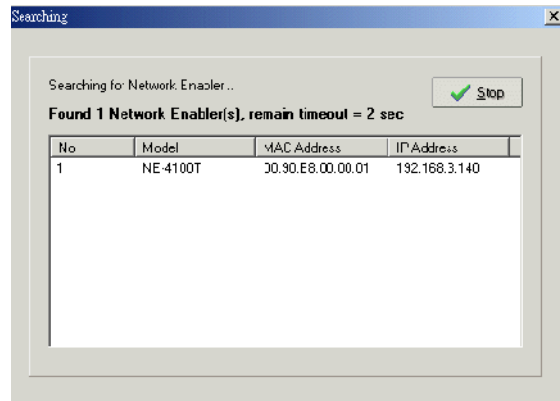 Searching
Searching for Network Enabler...
Stop
Found 1 Network Enabler(s), remain timeout = 2 sec
No Model MAC Address IP Address
1 NE-4100T 00.90.E8.00.00.01 192.168.3.140